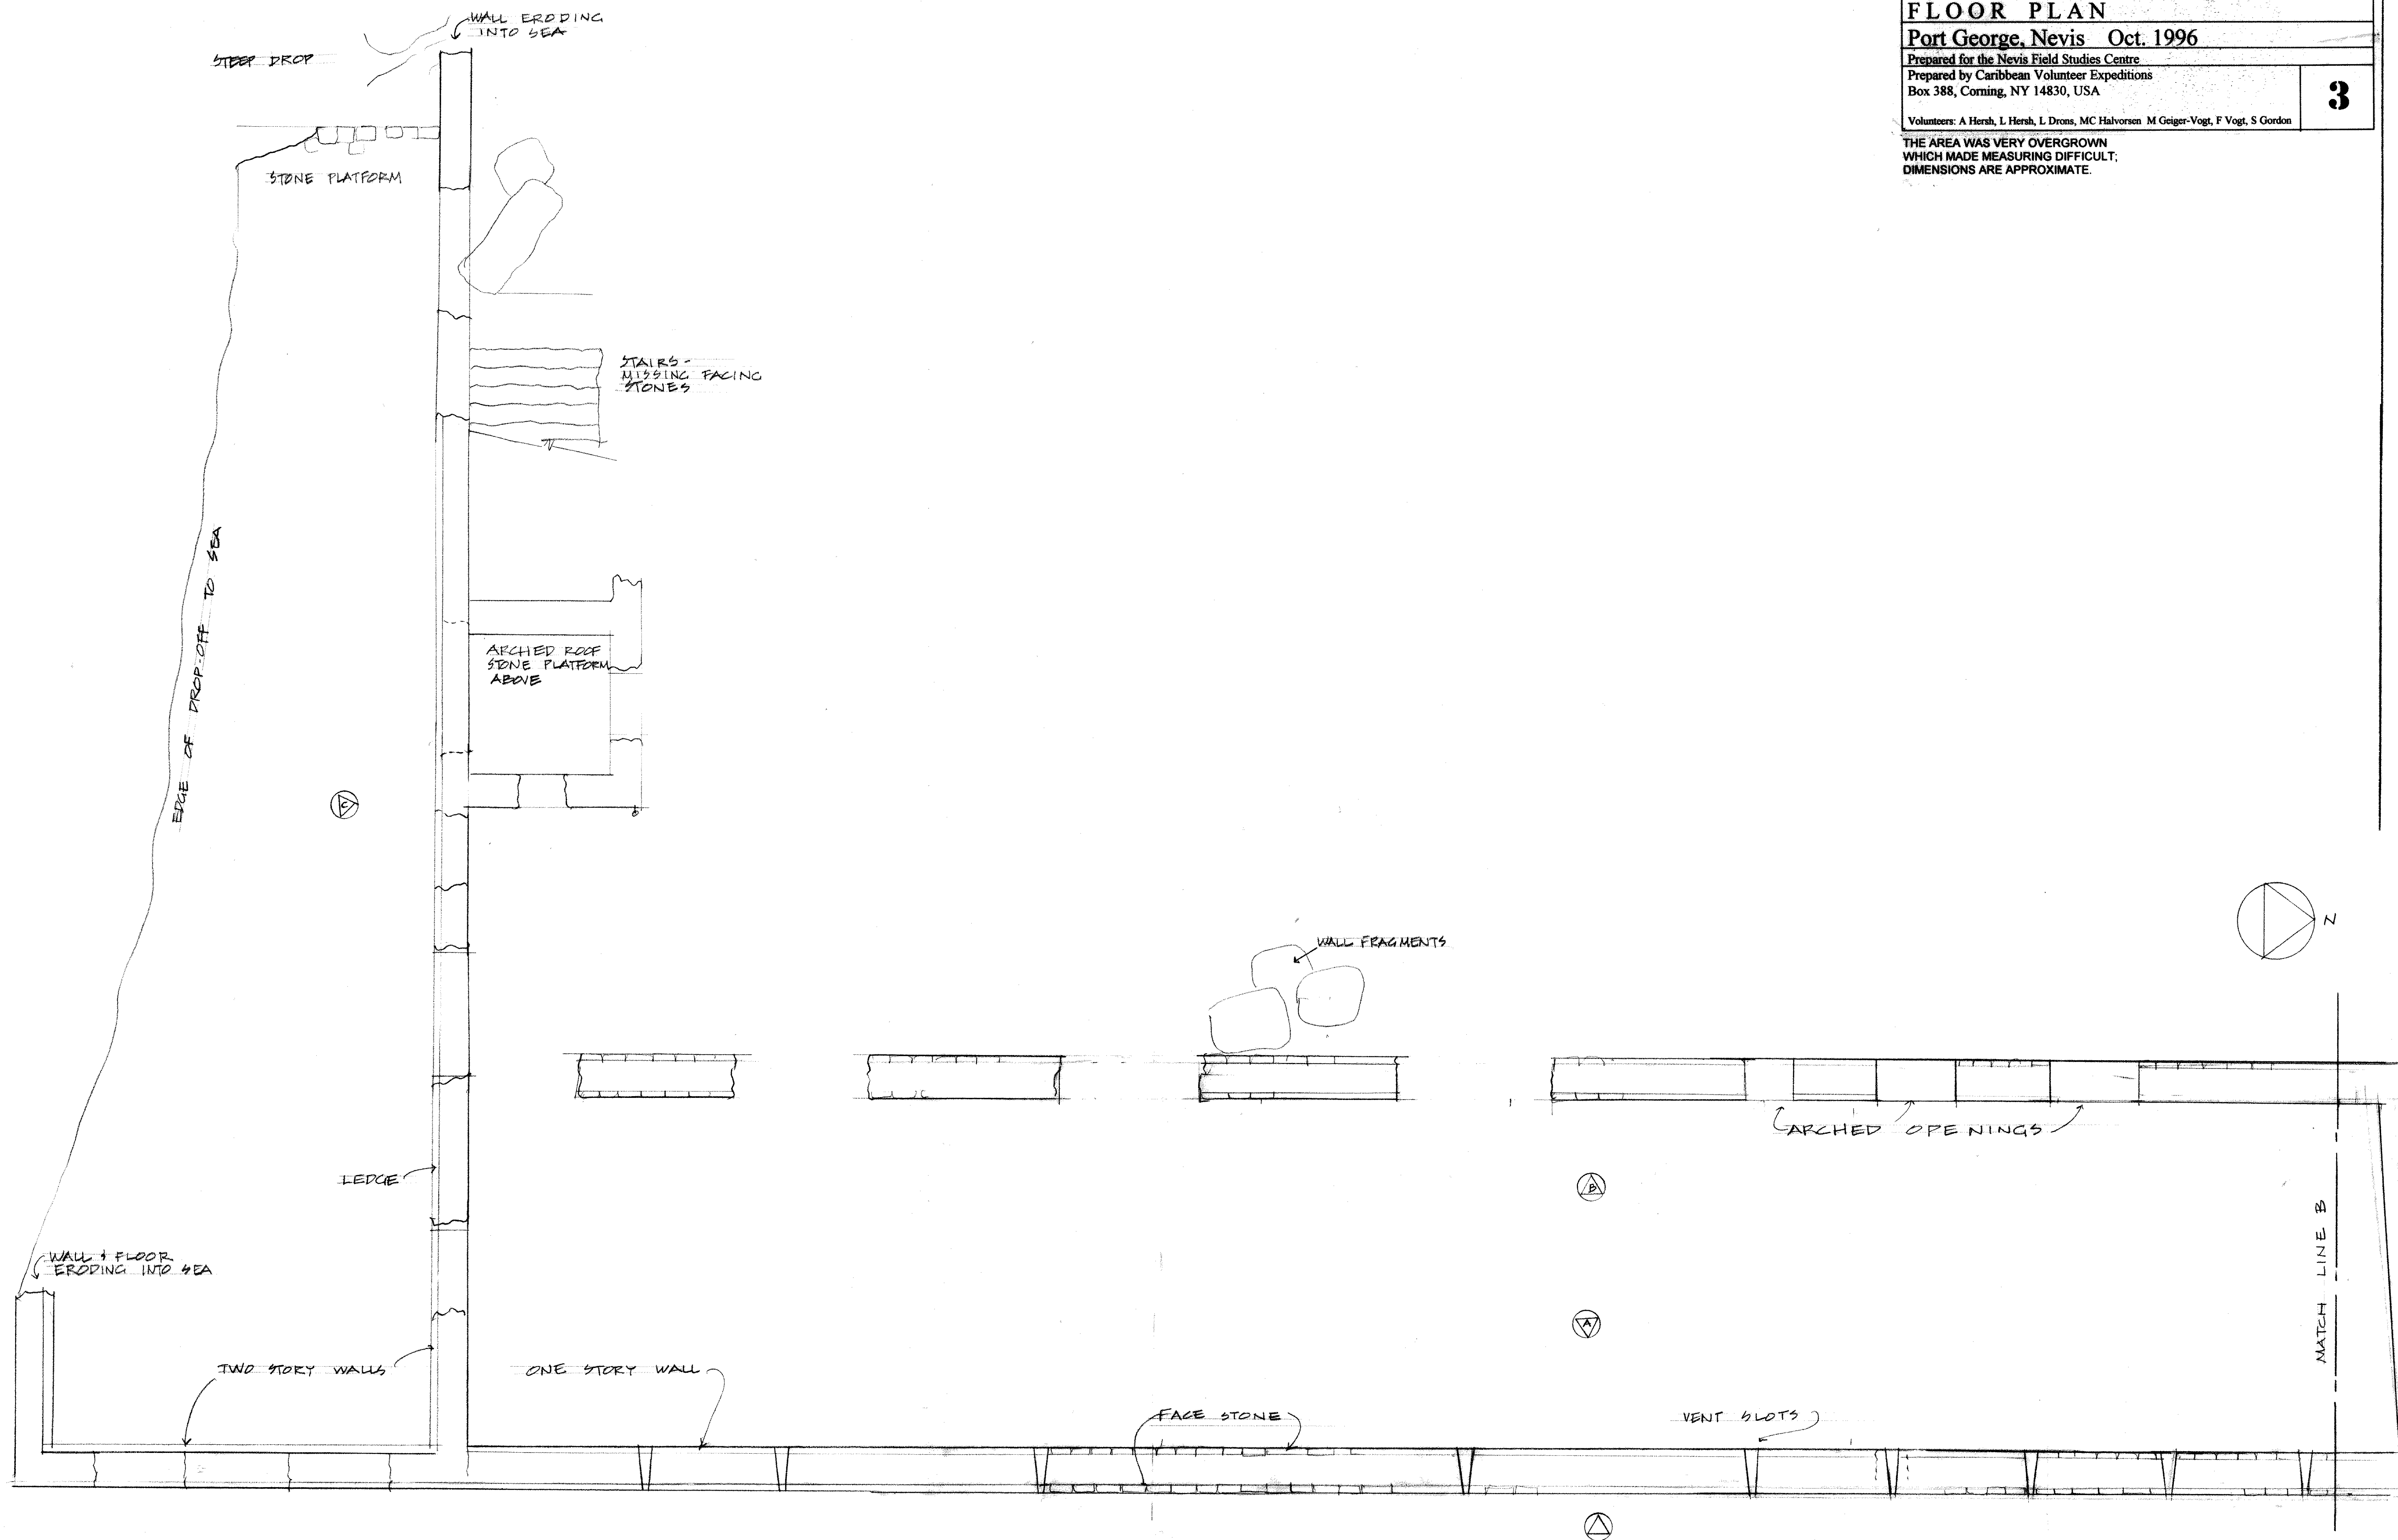 FLOOR PLAN
Port George, Nevis Oct. 1996
Prepared for the Nevis Field Studies Centre
Prepared by Caribbean Volunteer Expeditions
Box 388, Corning, NY 14830, USA
3
Volunteers: A Hersh, L Hersh, L Drons, MC Halvorsen M Geiger-Vogt, F Vogt, S Gordon
THE AREA WAS VERY OVERGROWN
WHICH MADE MEASURING DIFFICULT;
DIMENSIONS ARE APPROXIMATE.
WALL ERODING
INTO SEA
STEEP DROP
STONE PLATFORM
STAIRS -
MISSING FACING
STONES
EDGE OF DROP-OFF TO SEA
ARCHED ROOF
STONE PLATFORM
ABOVE
C
N
WALL FRAGMENTS
ARCHED OPENINGS
LEDGE
B
MATCH LINE B
WALL & FLOOR
ERODING INTO SEA
A
TWO STORY WALLS
ONE STORY WALL
FACE STONE
VENT SLOTS